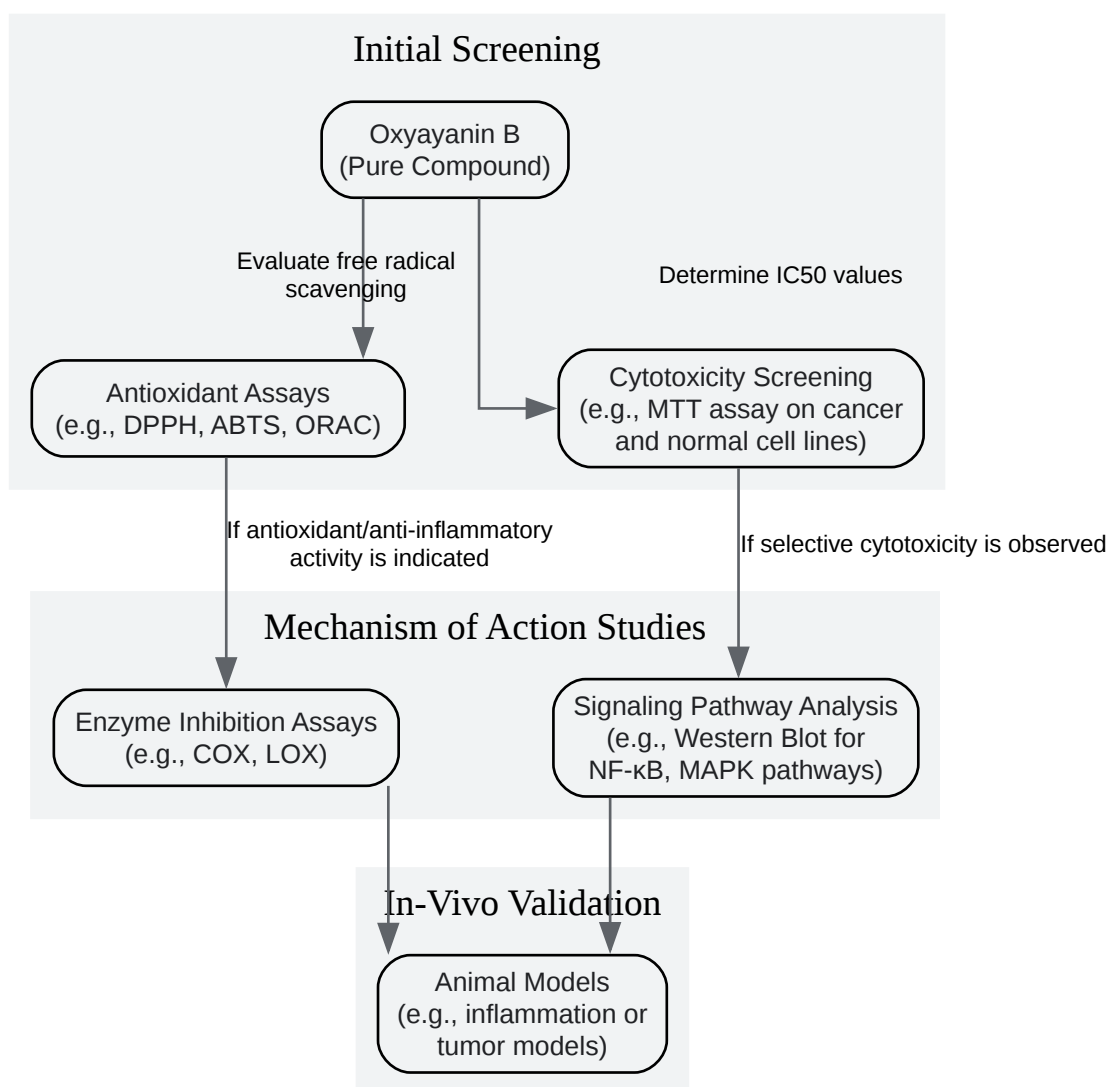 Initial Screening
Oxyayanin B
(Pure Compound)
Evaluate free radical
scavenging
Determine IC50 values
Antioxidant Assays
(e.g., DPPH, ABTS, ORAC)
Cytotoxicity Screening
(e.g., MTT assay on cancer
and normal cell lines)
If antioxidant/anti-inflammatory
activity is indicated
If selective cytotoxicity is observed
Mechanism of Action Studies
Enzyme Inhibition Assays
(e.g., COX, LOX)
Signaling Pathway Analysis
(e.g., Western Blot for
NF-κB, MAPK pathways)
In-Vivo Validation
Animal Models
(e.g., inflammation or
tumor models)